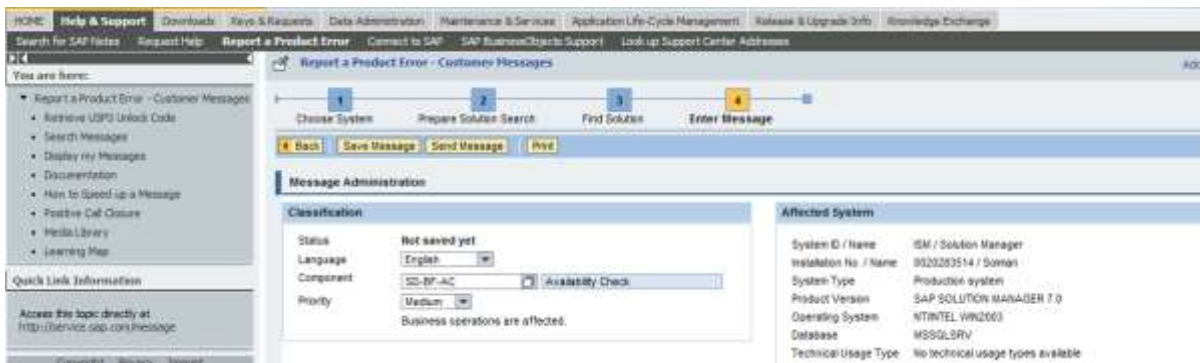 HOME Help & Support Downloads Keys & Requests Data Administration Maintenance & Services Application Life-Cycle Management Release & Upgrade Info Knowledge Exchange
Search for SAP Notes Request Help Report a Product Error Connect to SAP SAP BusinessObjects Support Look up Support Center Addresses
You are here:
Report a Product Error - Customer Messages
Retrieve USPS Unlock Code
Search Messages
Display my Messages
Documentation
How to Speed up a Message
Positive Call Closure
Media Library
Learning Map
Quick Link Information
Access this topic directly at
http://service.sap.com/message
Copyright Privacy Imprint
Report a Product Error - Customer Messages
Add
1 2 3 4
Choose System Prepare Solution Search Find Solution Enter Message
Back Save Message Send Message Print
Message Administration
Classification
Status Not saved yet
Language English
Component SD-BF-AC Availability Check
Priority Medium
Business operations are affected.
Affected System
System ID / Name ISM / Solution Manager
Installation No. / Name 0020283514 / Solman
System Type Production system
Product Version SAP SOLUTION MANAGER 7.0
Operating System NT/INTEL WIN2003
Database MSSQLSRV
Technical Usage Type No technical usage types available